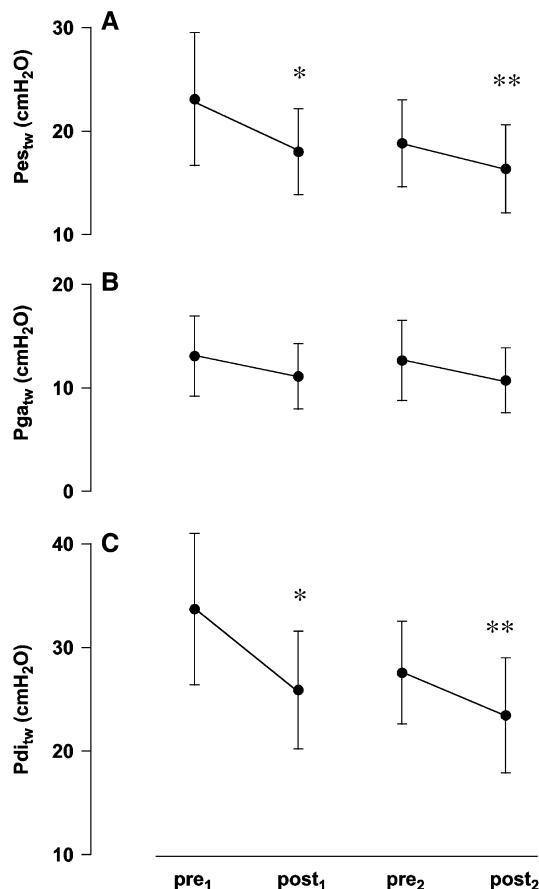 A
30
*
**
20
Pes_tw (cmH₂O)
10
B
20
10
Pga_tw (cmH₂O)
0
C
40
*
**
30
Pdi_tw (cmH₂O)
20
10
pre₁ post₁ pre₂ post₂